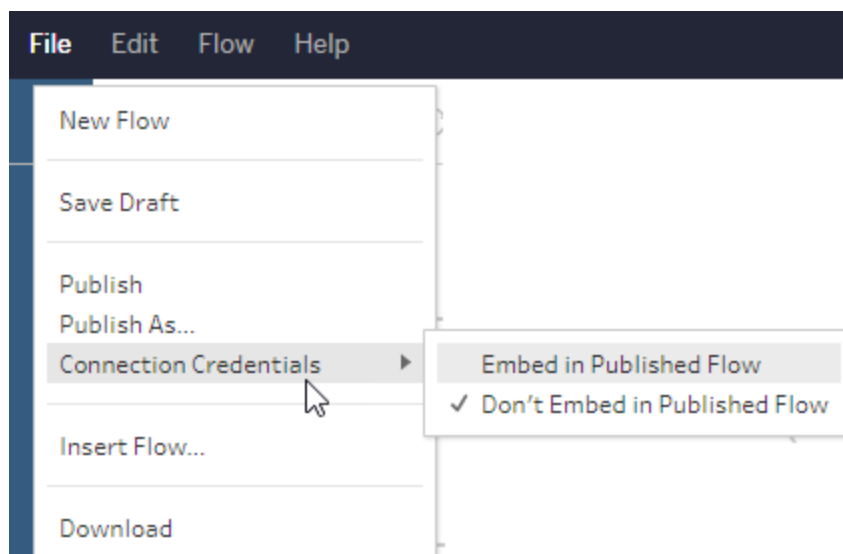 File Edit Flow Help
New Flow
Save Draft
Publish
Publish As...
Connection Credentials
Embed in Published Flow
Don't Embed in Published Flow
Insert Flow...
Download